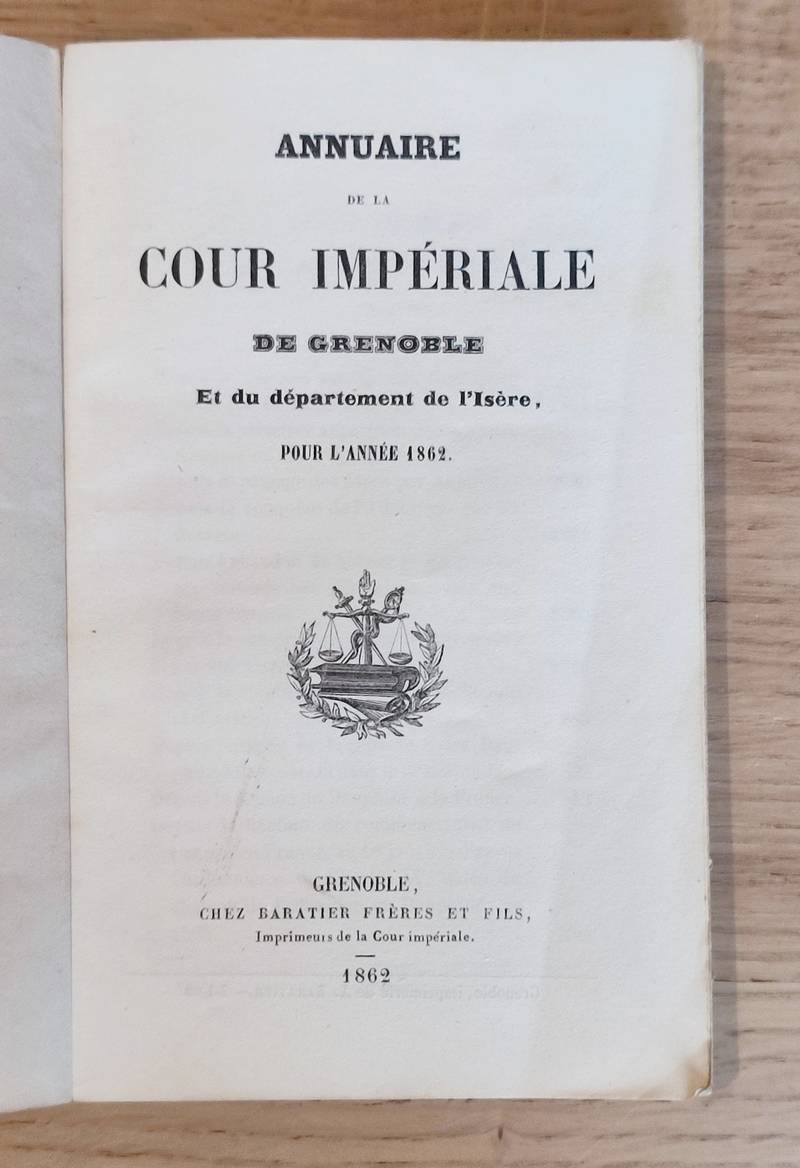 ANNUAIRE
DE LA
COUR IMPÉRIALE
DE GRENOBLE
Et du département de l'Isère,
POUR L'ANNÉE 1862.
GRENOBLE,
CHEZ BARATIER FRÈRES ET FILS,
Imprimeurs de la Cour impériale.
1862